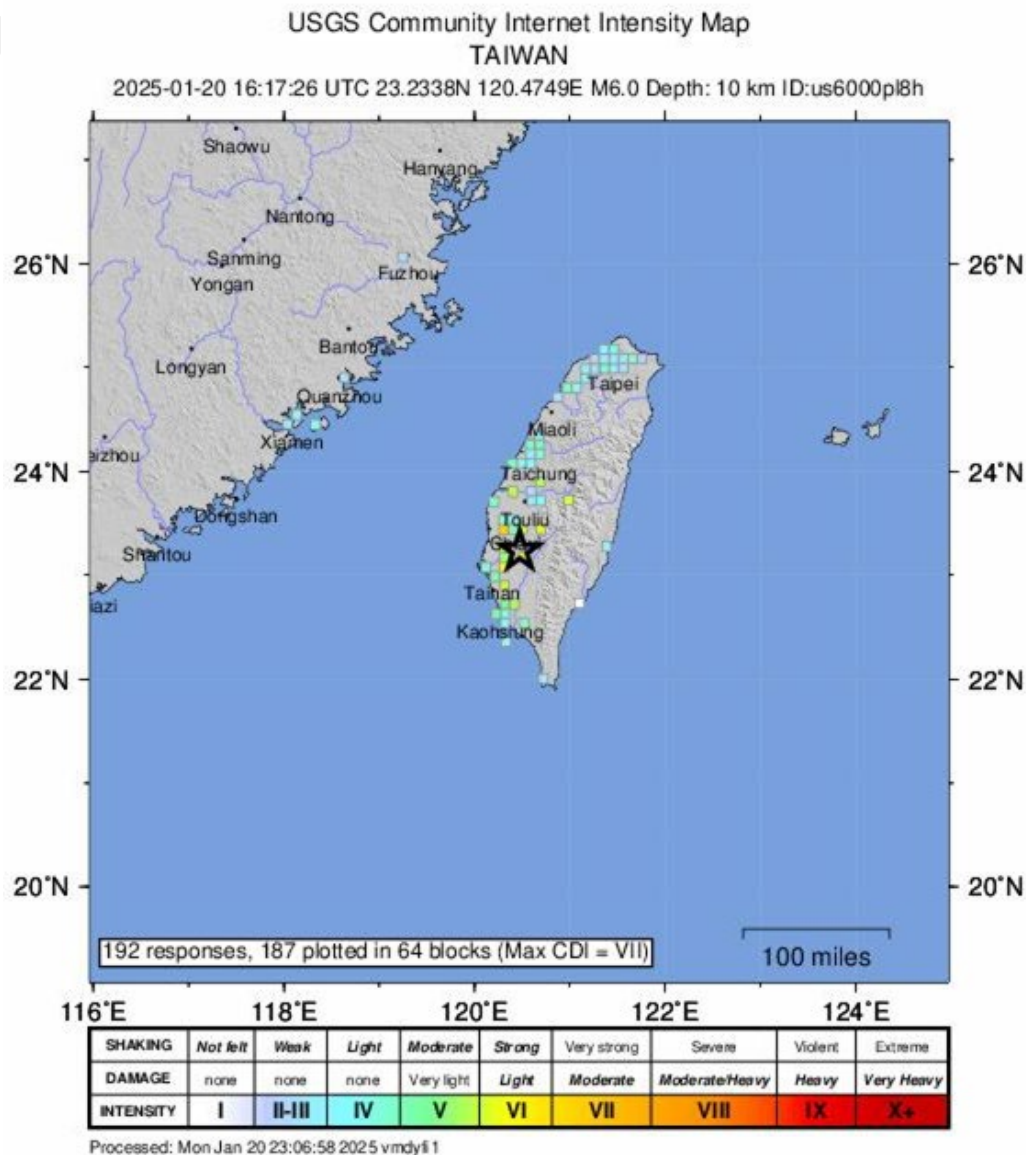 USGS Community Internet Intensity Map
TAIWAN
2025-01-20 16:17:26 UTC 23.2338N 120.4749E M6.0 Depth: 10 km ID:us6000pl8h
Shaowu
Hanyang
Nantong
Sanming
Yongan
Fuzhou
26˚N
26˚N
Bantou
Longyan
Quanzhou
Taipei
Xiamen
Miaoli
eizhou
24˚N
24˚N
Taichung
Dongshan
Touliu
Shantou
iazi
Tainan
Kaohsiung
22˚N
22˚N
20˚N
20˚N
192 responses, 187 plotted in 64 blocks (Max CDI = VII)
100 miles
116˚E 118˚E 120˚E 122˚E 124˚E
SHAKING Not felt Weak Light Moderate Strong Very strong Severe Violent Extreme
DAMAGE none none none Very light Light Moderate Moderate/Heavy Heavy Very Heavy
INTENSITY I II-III IV V VI VII VIII IX X+
Processed: Mon Jan 20 23:06:58 2025 vmdyfi1